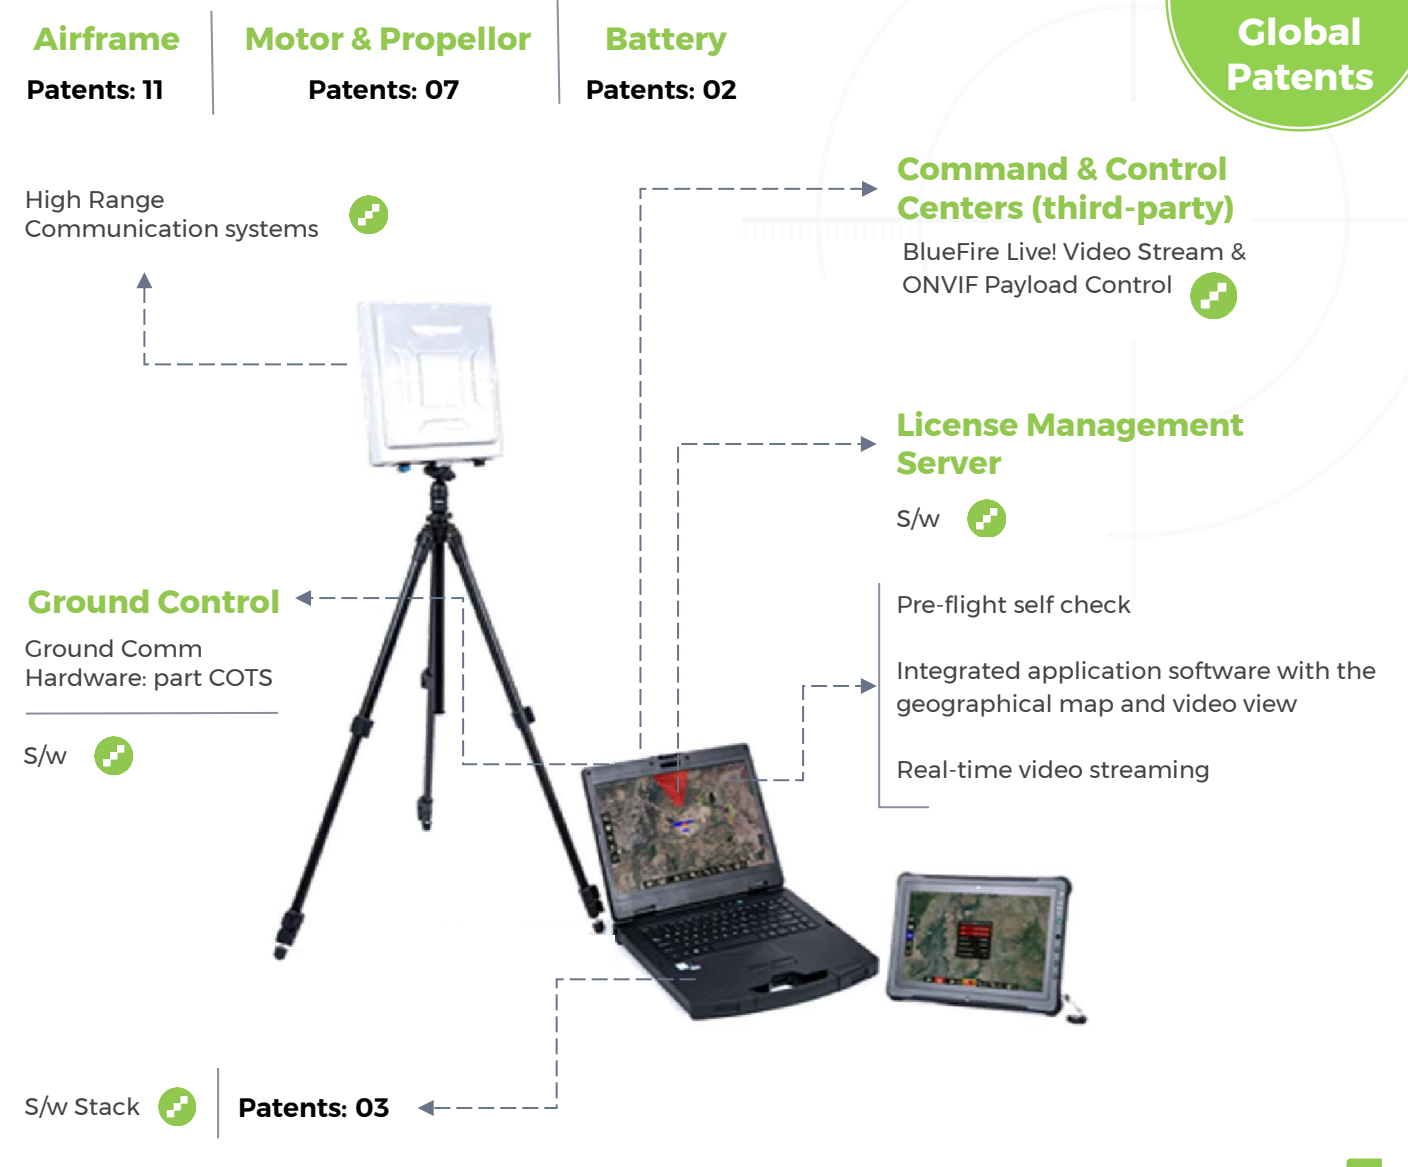 Airframe
Patents: 11
Motor & Propellor
Patents: 07
Battery
Patents: 02
Global
Patents
High Range
Communication systems
Command & Control
Centers (third-party)
BlueFire Live! Video Stream &
ONVIF Payload Control
License Management
Server
S/w
Ground Control
Ground Comm
Hardware: part COTS
S/w
Pre-flight self check
Integrated application software with the
geographical map and video view
Real-time video streaming
S/w Stack
Patents: 03